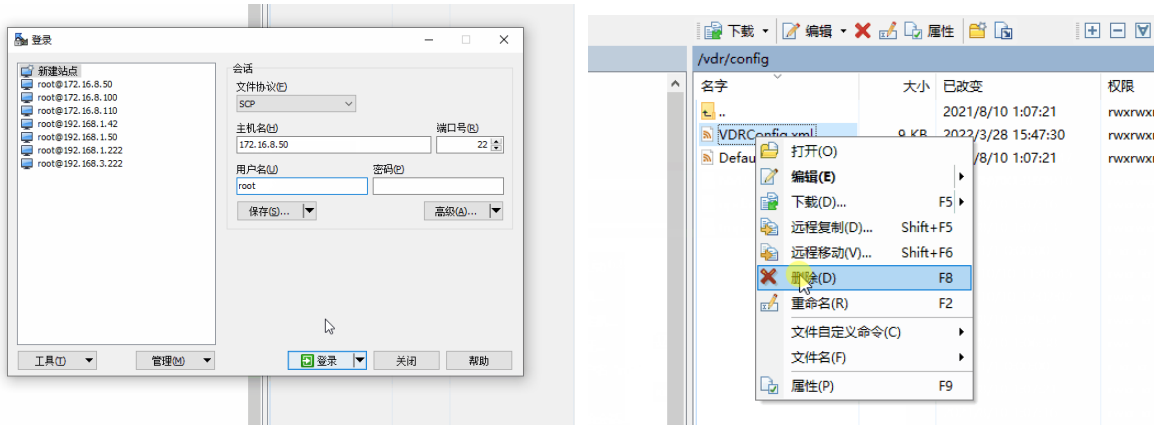 登录
新建站点
root@172.16.8.50
root@172.16.8.100
root@172.16.8.110
root@192.168.1.42
root@192.168.1.50
root@192.168.1.222
root@192.168.3.222
会话
文件协议(F)
SCP
主机名(H) 端口号(R)
172.16.8.50 22
用户名(U) 密码(P)
root
保存(S)... 高级(A)...
工具(T) 管理(M) 登录 关闭 帮助
下载 编辑 属性
/vdr/config
名字 大小 已改变 权限
.. 2021/8/10 1:07:21 rwxrwx
VDRConfig.xml 9 KB 2022/3/28 15:47:30 rwxrwx
Defau /8/10 1:07:21 rwxrwx
打开(O)
编辑(E)
下载(D)... F5
远程复制(D)... Shift+F5
远程移动(V)... Shift+F6
删除(D) F8
重命名(R) F2
文件自定义命令(C)
文件名(F)
属性(P) F9